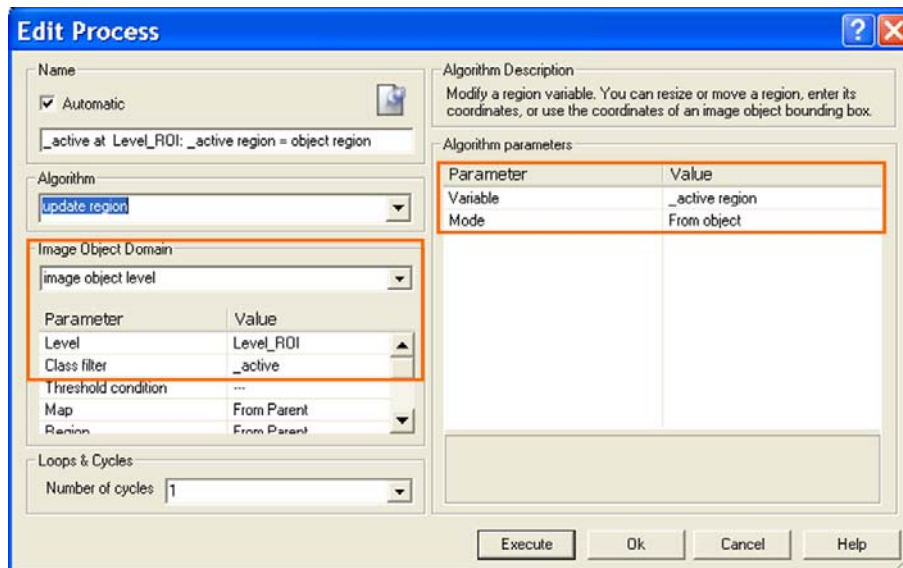 Edit Process
Name
Automatic
_active at Level_ROI: _active region = object region
Algorithm
update region
Image Object Domain
image object level
Parameter Value
Level Level_ROI
Class filter _active
Threshold condition ---
Map From Parent
Region From Parent
Loops & Cycles
Number of cycles 1
Algorithm Description
Modify a region variable. You can resize or move a region, enter its
coordinates, or use the coordinates of an image object bounding box.
Algorithm parameters
Parameter Value
Variable _active region
Mode From object
Execute Ok Cancel Help